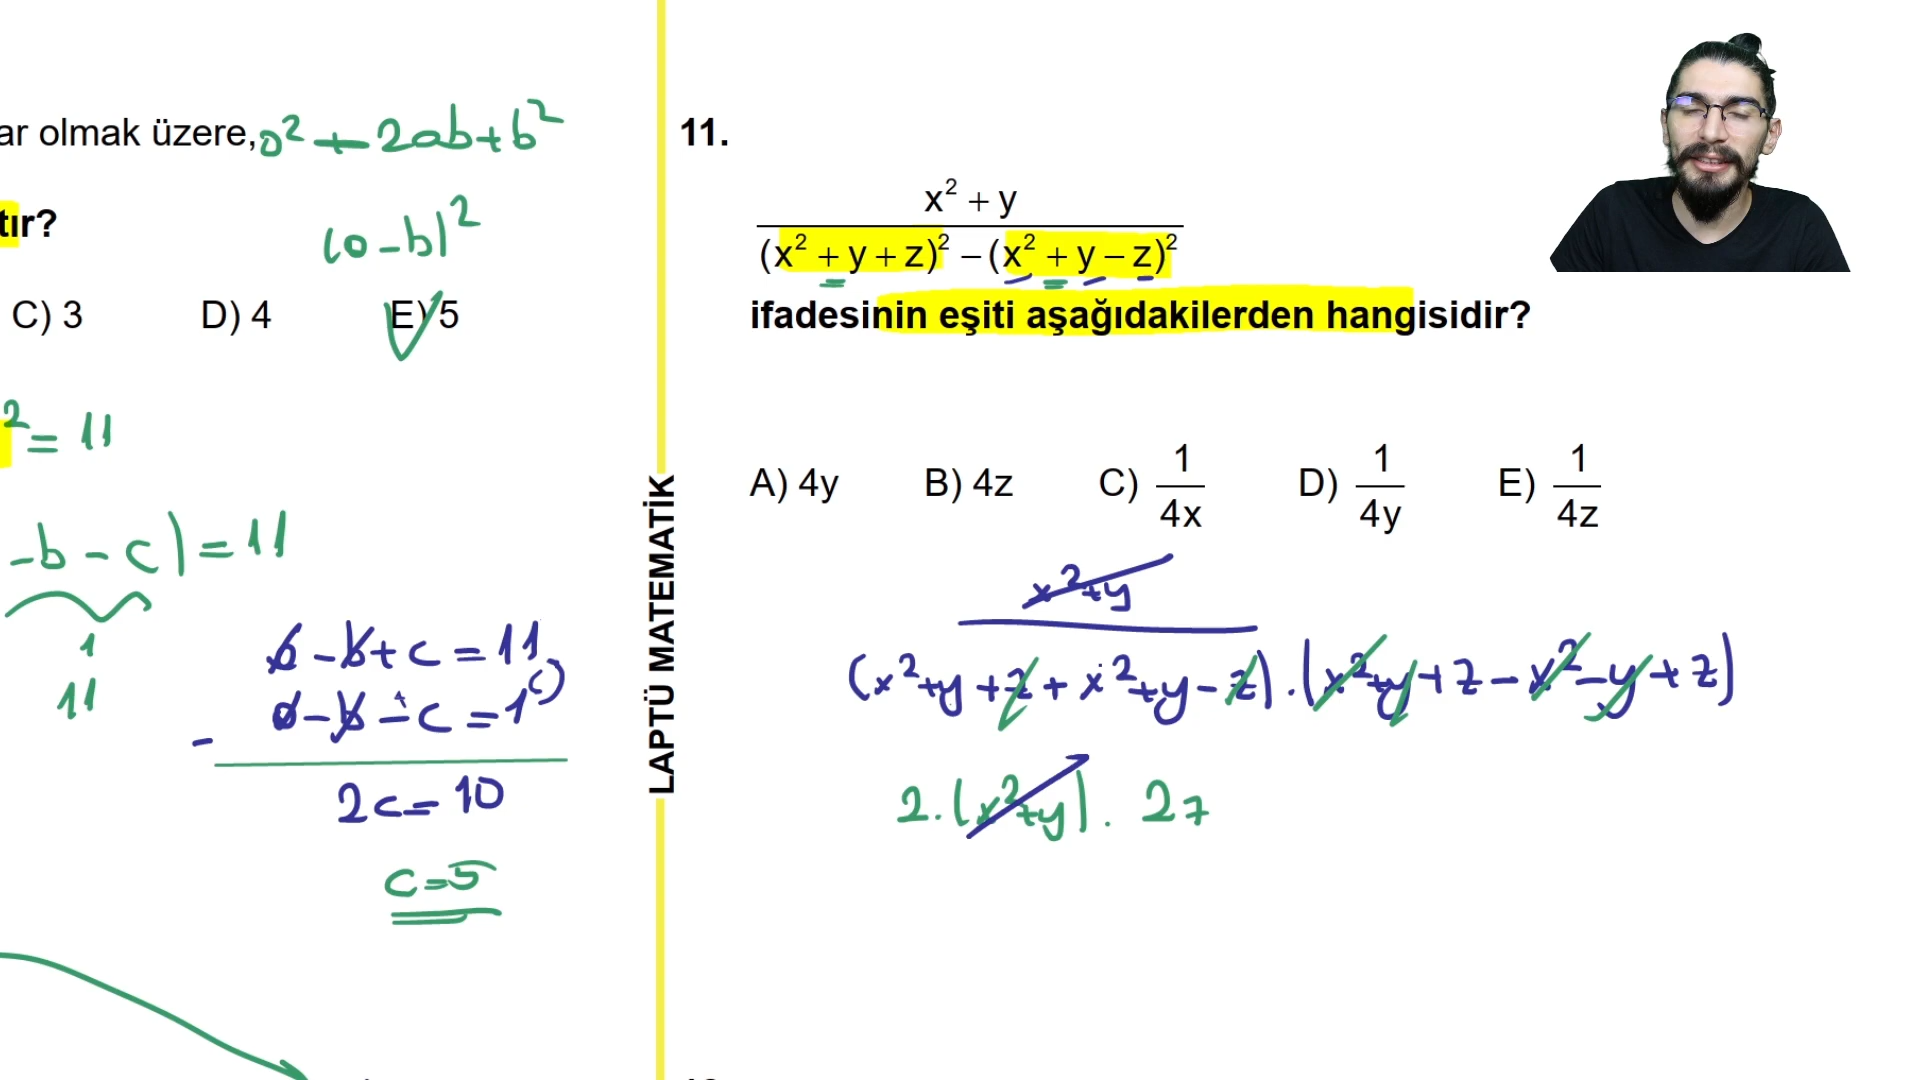 ar olmak üzere, a² + 2ab + b²
tır?
(a - b)²
C) 3 D) 4 E) 5
² = 11
- b - c) = 11
1
11
a - b + c = 11
a - b - c = 1
-
2c = 10
c = 5
LAPTÜ MATEMATİK
11.
x² + y
(x² + y + z)² – (x² + y – z)²
ifadesinin eşiti aşağıdakilerden hangisidir?
A) 4y B) 4z C) 1/4x D) 1/4y E) 1/4z
x² + y
(x² + y + z + x² + y - z) . (x² + y + z - x² - y + z)
2 . (x² + y) . 2z